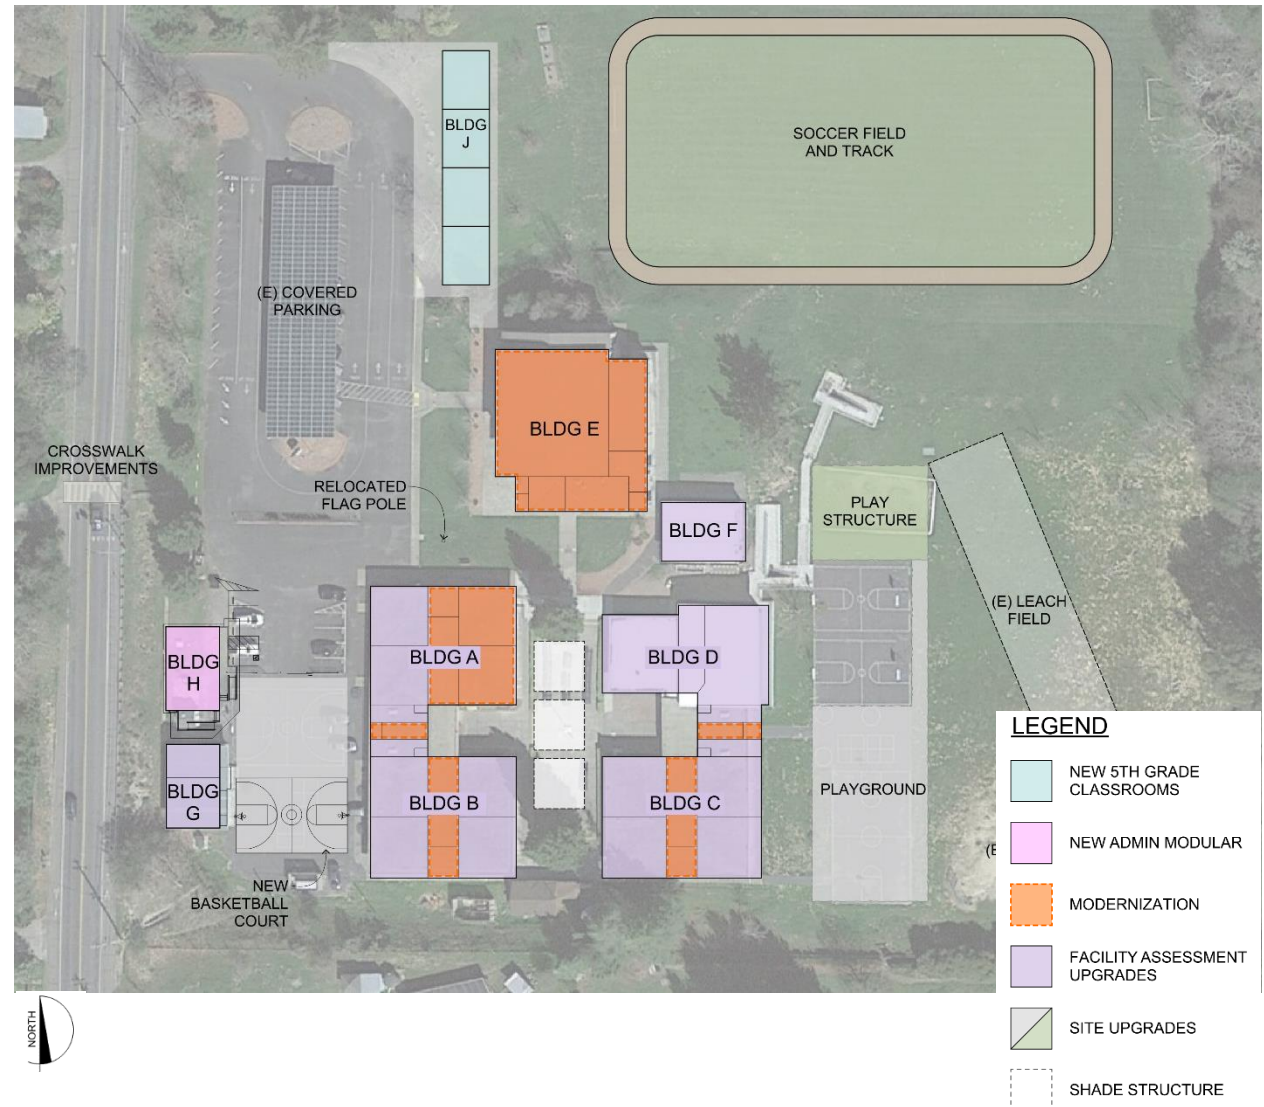 BLDG
J
SOCCER FIELD
AND TRACK
(E) COVERED
PARKING
BLDG E
CROSSWALK
IMPROVEMENTS
RELOCATED
FLAG POLE
PLAY
STRUCTURE
BLDG F
(E) LEACH
FIELD
BLDG
H
BLDG A
BLDG D
BLDG
G
BLDG B
BLDG C
PLAYGROUND
NEW
BASKETBALL
COURT
(E
LEGEND
NEW 5TH GRADE
CLASSROOMS
NEW ADMIN MODULAR
MODERNIZATION
FACILITY ASSESSMENT
UPGRADES
SITE UPGRADES
SHADE STRUCTURE
NORTH